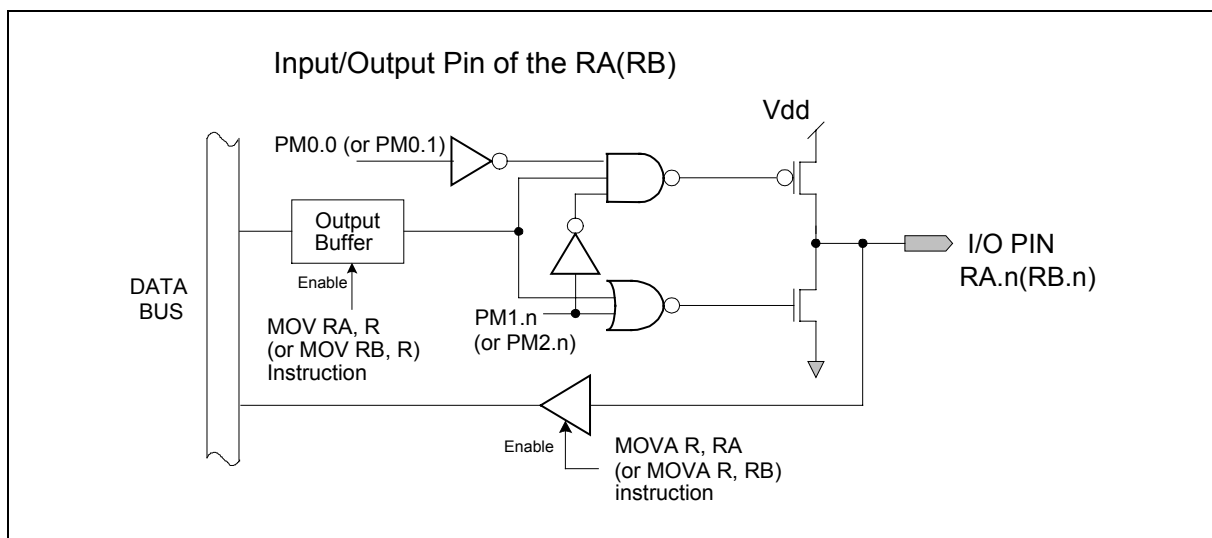 Input/Output Pin of the RA(RB)
Vdd
PM0.0 (or PM0.1)
Output
Buffer
I/O PIN
RA.n(RB.n)
Enable
DATA
BUS
PM1.n
(or PM2.n)
MOV RA, R
(or MOV RB, R)
Instruction
Enable
MOVA R, RA
(or MOVA R, RB)
instruction